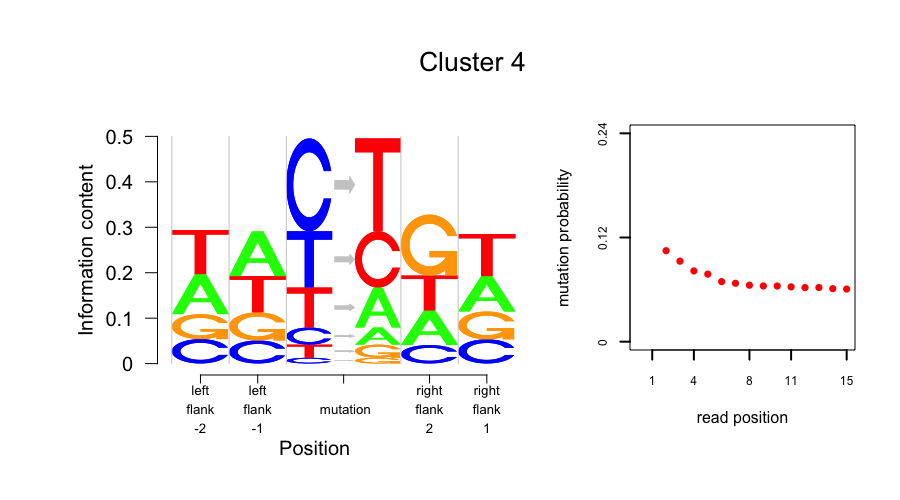 Cluster 4
Information content
0.5
0.4
0.3
0.2
0.1
0
T A G C
A T G C
C T T C T C
T C A A G G
G T A C
T A G C
left flank -2
left flank -1
mutation
right flank 2
right flank 1
Position
mutation probability
0.24
0.12
0
1 4 8 11 15
read position